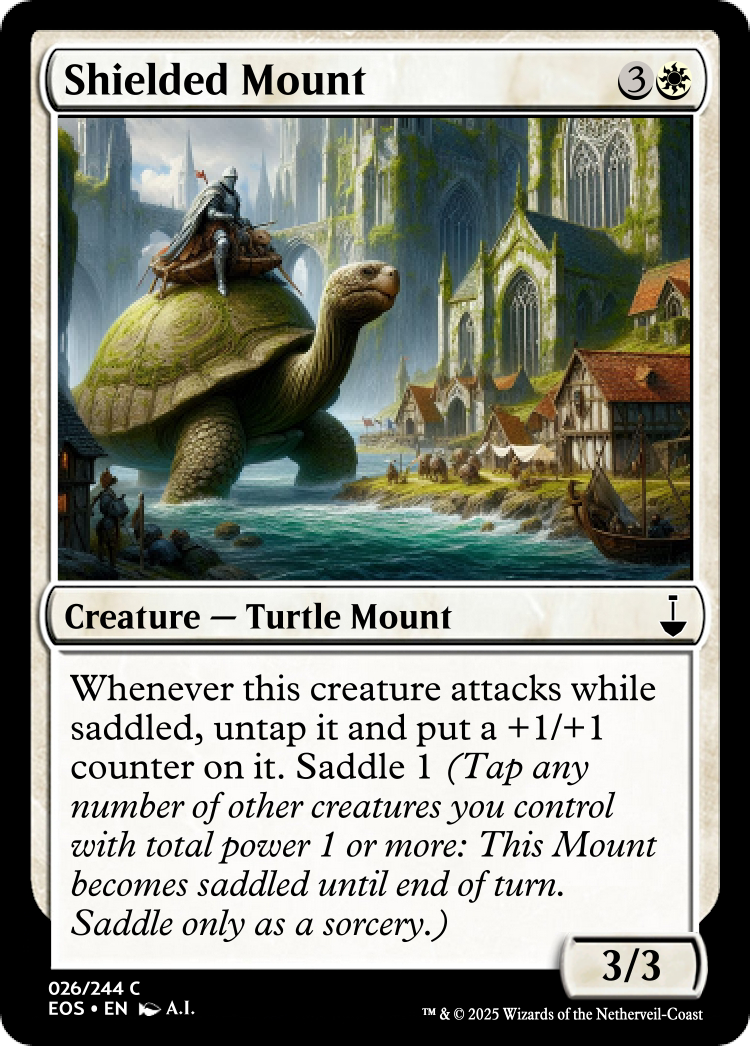 Shielded Mount
3
Creature — Turtle Mount
Whenever this creature attacks while
saddled, untap it and put a +1/+1
counter on it. Saddle 1 (Tap any
number of other creatures you control
with total power 1 or more: This Mount
becomes saddled until end of turn.
Saddle only as a sorcery.)
3/3
026/244 C
EOS • EN A.I.
™ & © 2025 Wizards of the Netherveil-Coast